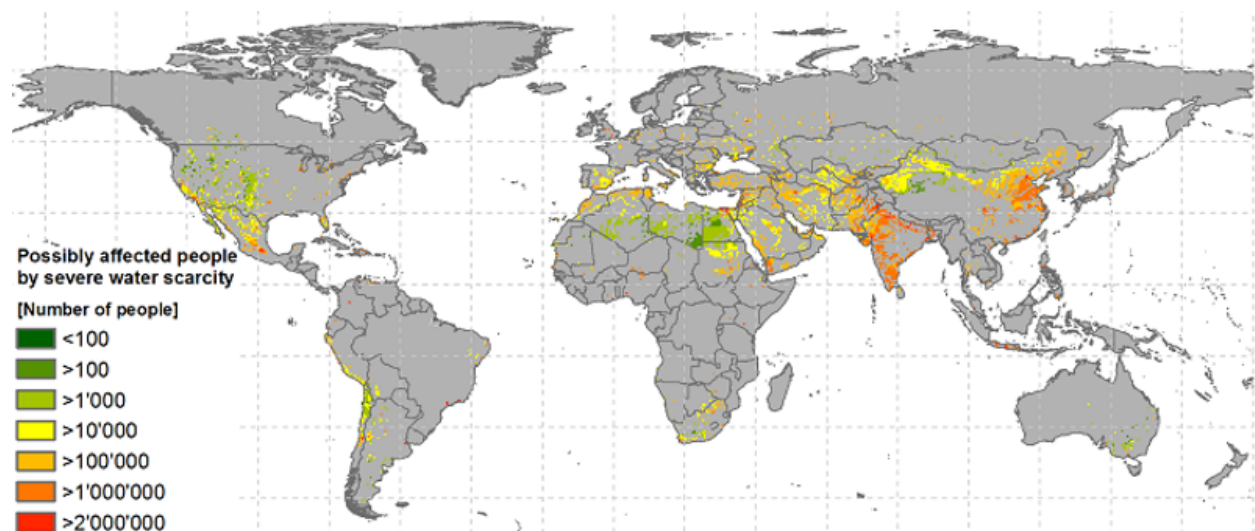 Possibly affected people
by severe water scarcity
[Number of people]
<100
>100
>1'000
>10'000
>100'000
>1'000'000
>2'000'000